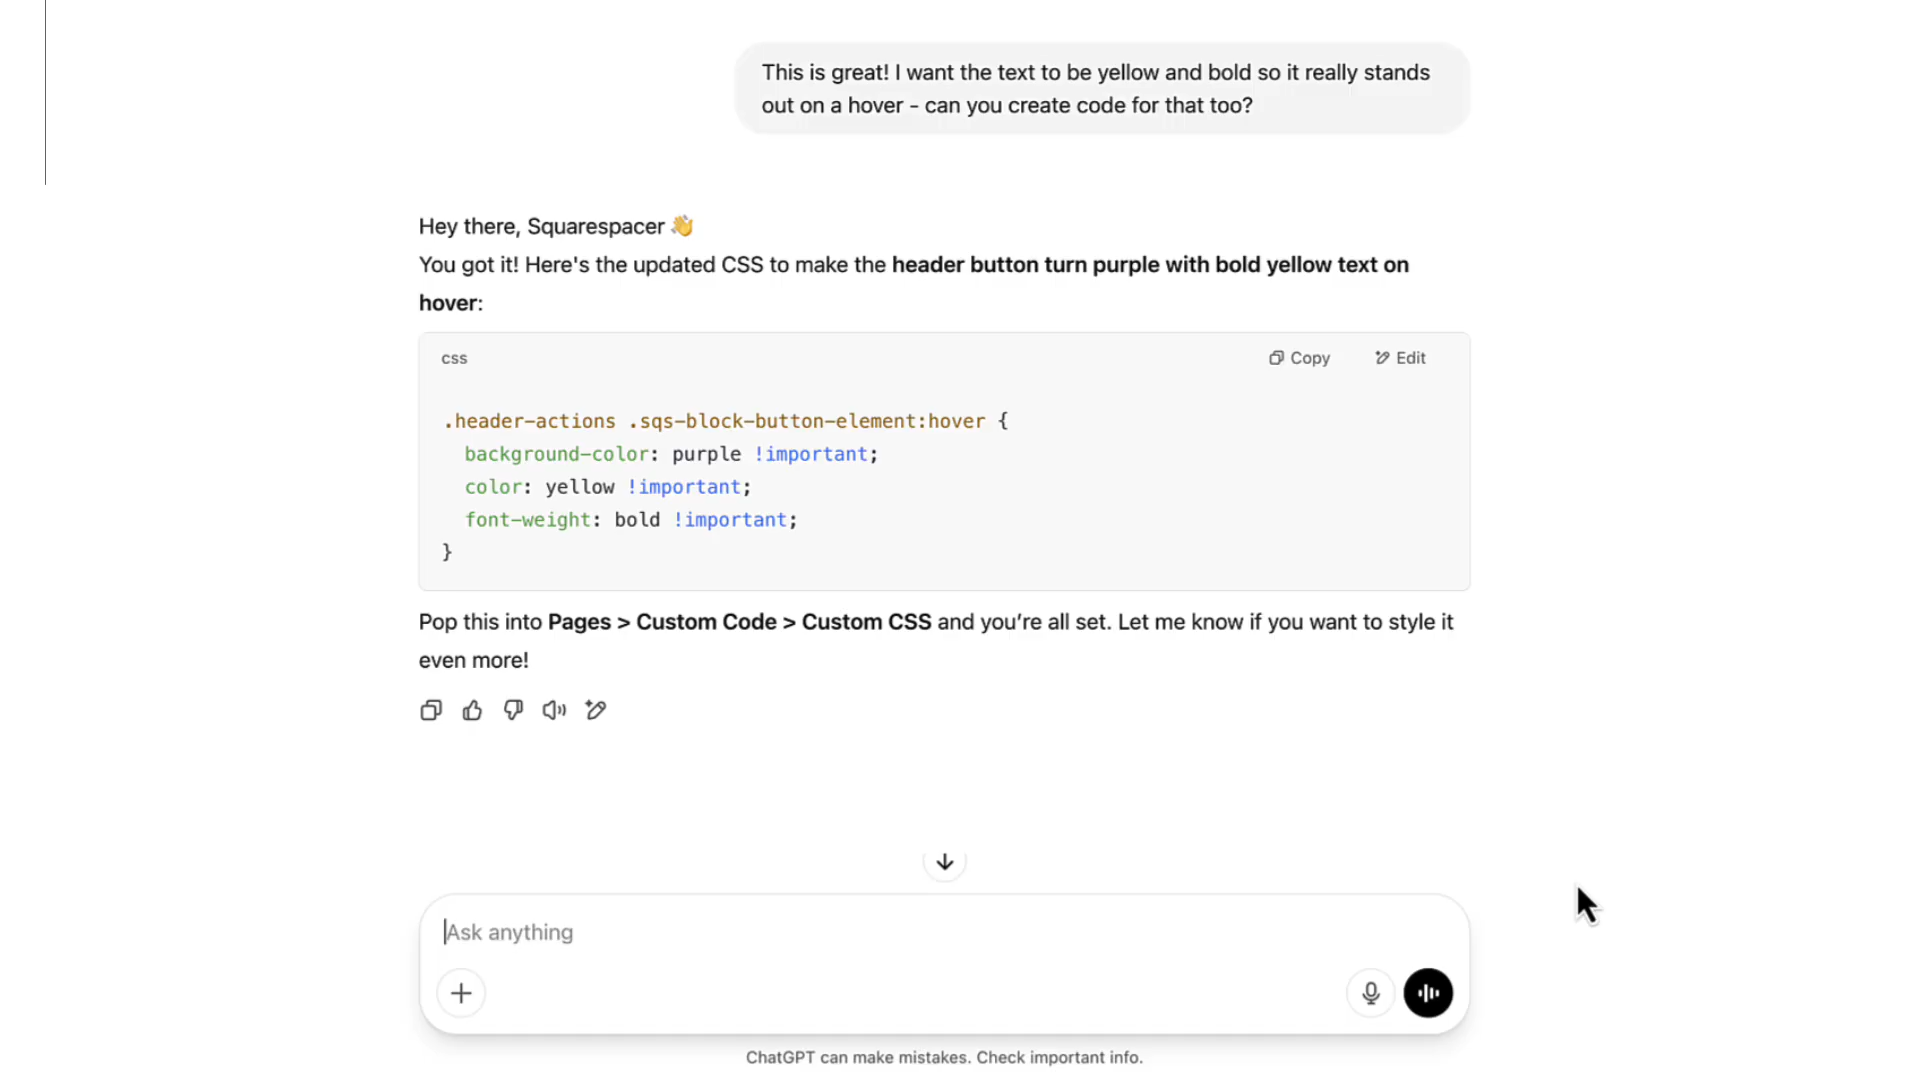 This is great! I want the text to be yellow and bold so it really stands
out on a hover - can you create code for that too?
Hey there, Squarespacer 👋
You got it! Here's the updated CSS to make the header button turn purple with bold yellow text on
hover:
css
Copy
Edit
.header-actions .sqs-block-button-element:hover {
  background-color: purple !important;
  color: yellow !important;
  font-weight: bold !important;
}
Pop this into Pages > Custom Code > Custom CSS and you’re all set. Let me know if you want to style it
even more!
Ask anything
ChatGPT can make mistakes. Check important info.